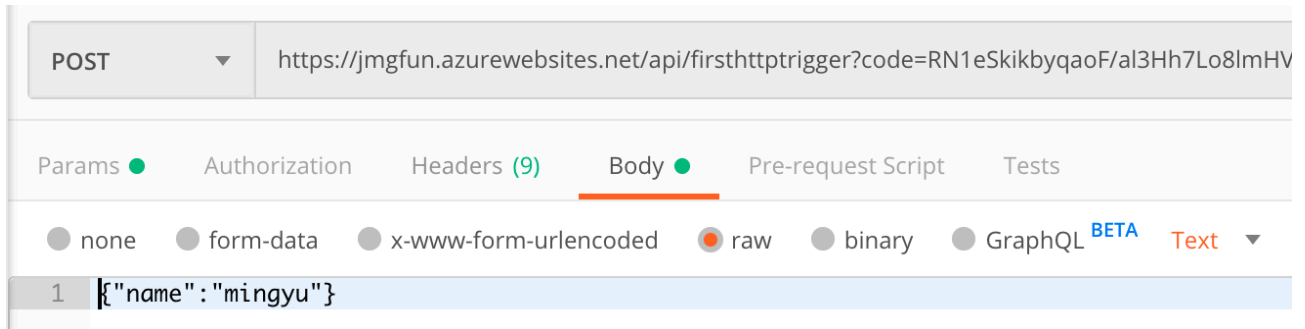 POST https://jmgfun.azurewebsites.net/api/firsthttptrigger?code=RN1eSkikbyqaoF/al3Hh7Lo8lmHV
Params Authorization Headers (9) Body Pre-request Script Tests
none form-data x-www-form-urlencoded raw binary GraphQL BETA Text
1 {"name":"mingyu"}